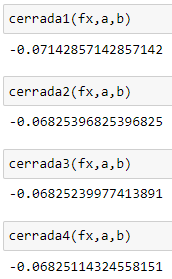 cerrada1(fx,a,b)
-0.07142857142857142
cerrada2(fx,a,b)
-0.06825396825396825
cerrada3(fx,a,b)
-0.06825239977413891
cerrada4(fx,a,b)
-0.06825114324558151